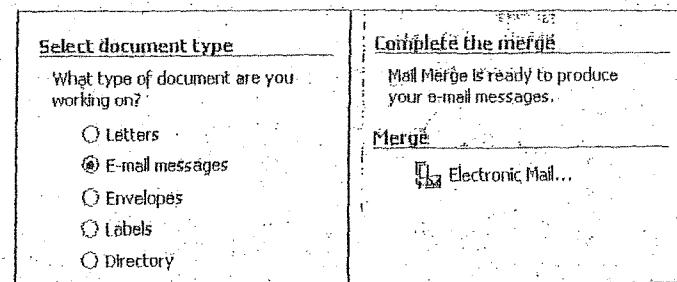 Select document type
What type of document are you
working on?
Letters
E-mail messages
Envelopes
Labels
Directory
Complete the merge
Mail Merge is ready to produce
your e-mail messages.
Merge
Electronic Mail...